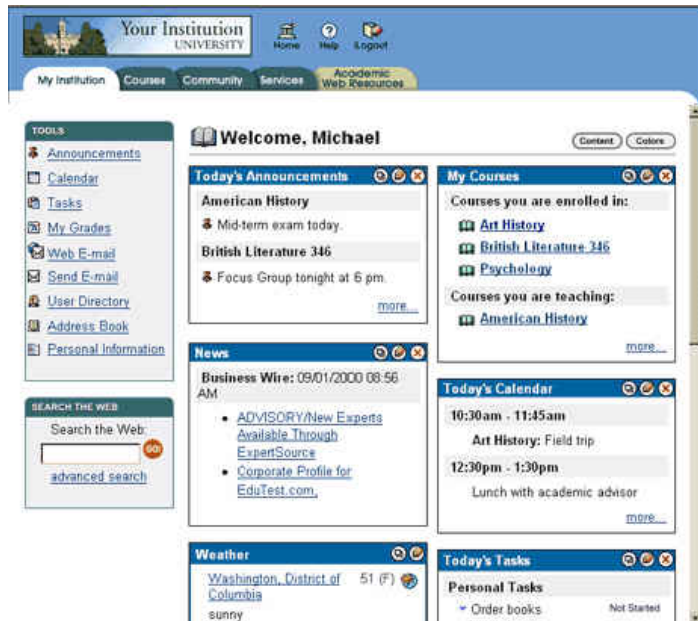 Your Institution
UNIVERSITY
Home
Help
Logout
My Institution
Courses
Community
Services
Academic
Web Resources
TOOLS
Announcements
Calendar
Tasks
My Grades
Web E-mail
Send E-mail
User Directory
Address Book
Personal Information
SEARCH THE WEB
Search the Web:
GO!
advanced search
Welcome, Michael
Content
Colors
Today's Announcements
American History
Mid-term exam today.
British Literature 346
Focus Group tonight at 6 pm.
more...
News
Business Wire: 09/01/2000 08:56
AM
ADVISORY/New Experts
Available Through
ExpertSource
Corporate Profile for
EduTest.com,
Weather
Washington, District of
Columbia
51 (F)
sunny
My Courses
Courses you are enrolled in:
Art History
British Literature 346
Psychology
Courses you are teaching:
American History
more...
Today's Calendar
10:30am - 11:45am
Art History: Field trip
12:30pm - 1:30pm
Lunch with academic advisor
more...
Today's Tasks
Personal Tasks
Order books
Not Started